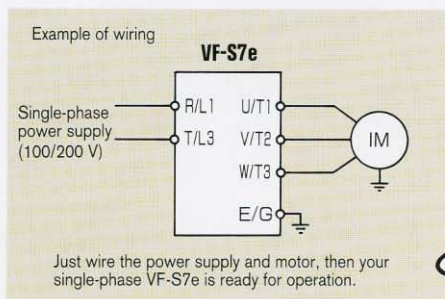 Example of wiring
VF-S7e
Single-phase
power supply
(100/200 V)
R/L1 U/T1
T/L3 V/T2
W/T3
E/G
IM
Just wire the power supply and motor, then your
single-phase VF-S7e is ready for operation.